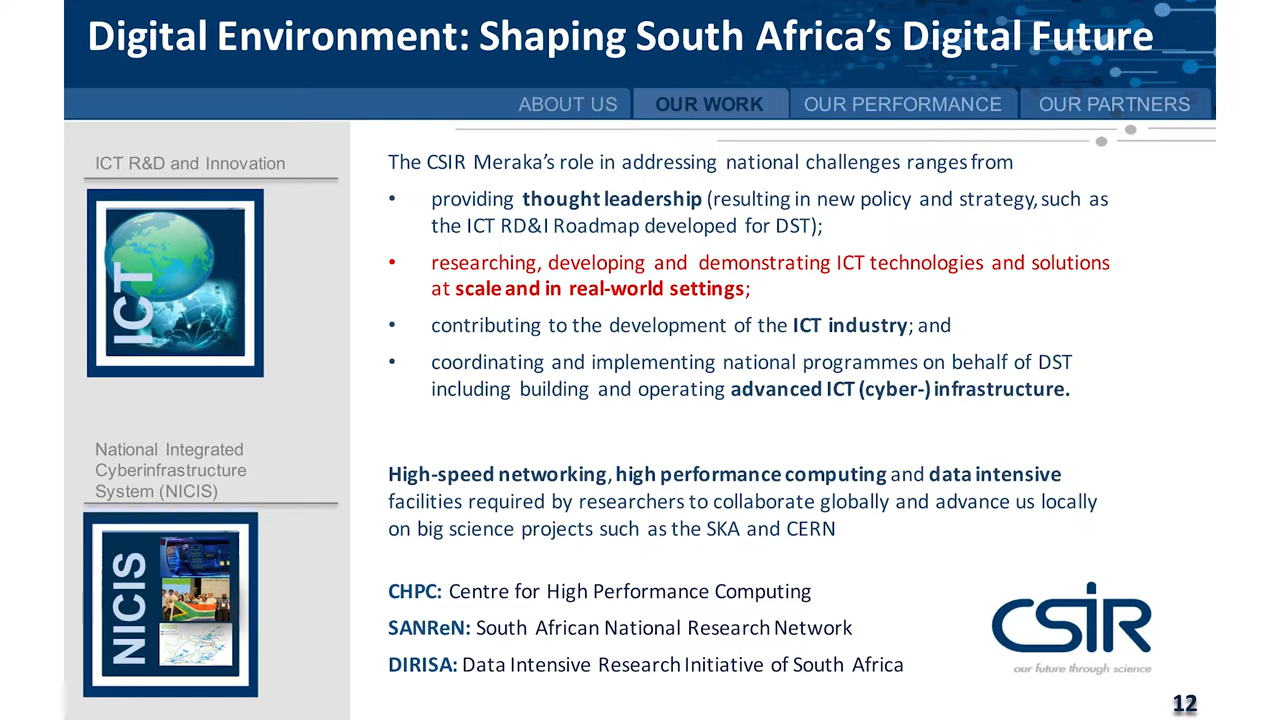 Digital Environment: Shaping South Africa’s Digital Future
ABOUT US OUR WORK OUR PERFORMANCE OUR PARTNERS
ICT R&D and Innovation
ICT
The CSIR Meraka’s role in addressing national challenges ranges from
• providing thought leadership (resulting in new policy and strategy, such as
the ICT RD&I Roadmap developed for DST);
• researching, developing and demonstrating ICT technologies and solutions
at scale and in real-world settings;
• contributing to the development of the ICT industry; and
• coordinating and implementing national programmes on behalf of DST
including building and operating advanced ICT (cyber-) infrastructure.
National Integrated
Cyberinfrastructure
System (NICIS)
NICIS
High-speed networking, high performance computing and data intensive
facilities required by researchers to collaborate globally and advance us locally
on big science projects such as the SKA and CERN
CHPC: Centre for High Performance Computing
SANReN: South African National Research Network
DIRISA: Data Intensive Research Initiative of South Africa
CSIR
our future through science
12